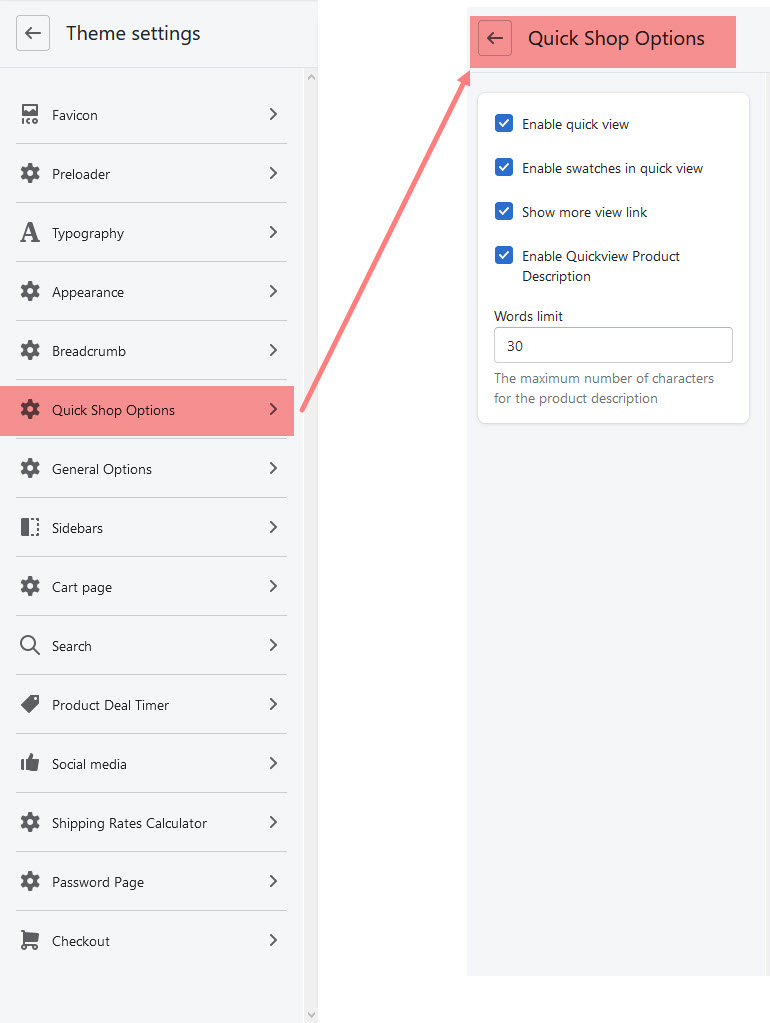 Theme settings
ICO
Favicon
Preloader
A
Typography
Appearance
Breadcrumb
Quick Shop Options
General Options
Sidebars
Cart page
Search
Product Deal Timer
Social media
Shipping Rates Calculator
Password Page
Checkout
Quick Shop Options
Enable quick view
Enable swatches in quick view
Show more view link
Enable Quickview Product
Description
Words limit
30
The maximum number of characters
for the product description